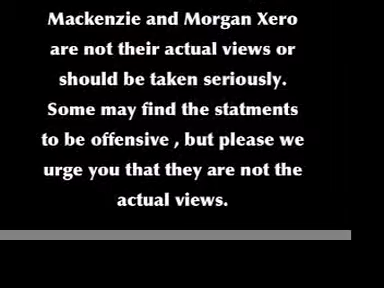 Mackenzie and Morgan Xero
are not their actual views or
should be taken seriously.
Some may find the statments
to be offensive , but please we
urge you that they are not the
actual views.